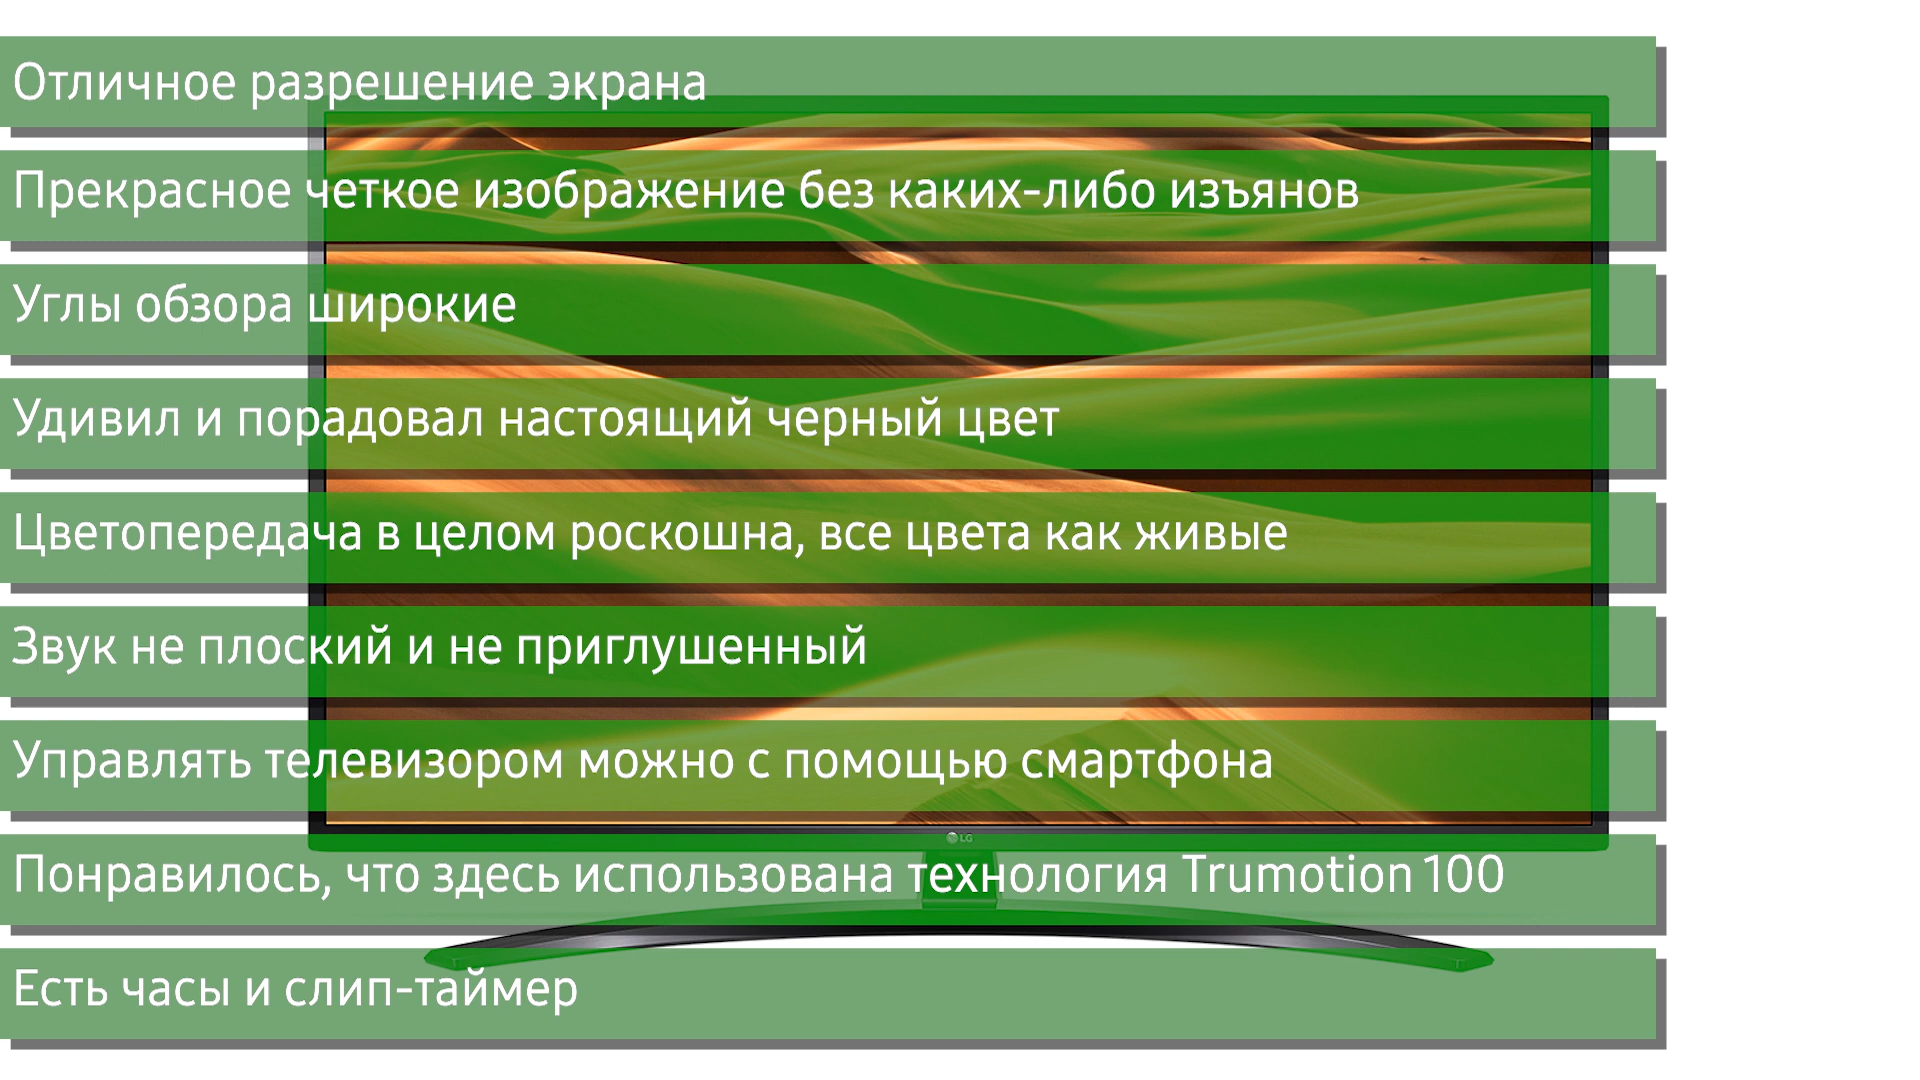 Отличное разрешение экрана
Прекрасное четкое изображение без каких-либо изъянов
Углы обзора широкие
Удивил и порадовал настоящий черный цвет
Цветопередача в целом роскошна, все цвета как живые
Звук не плоский и не приглушенный
Управлять телевизором можно с помощью смартфона
LG
Понравилось, что здесь использована технология Trumotion 100
Есть часы и слип-таймер